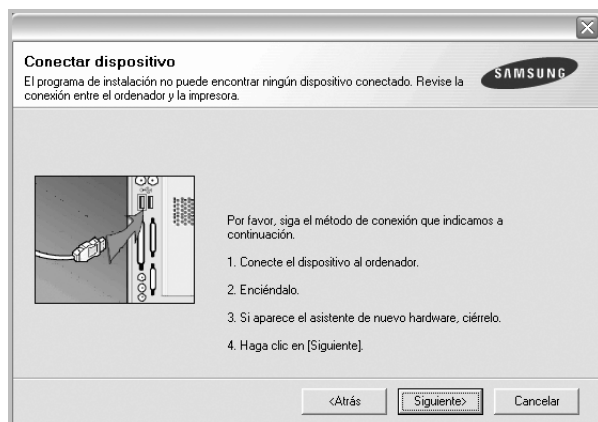 Conectar dispositivo
El programa de instalación no puede encontrar ningún dispositivo conectado. Revise la
conexión entre el ordenador y la impresora.
SAMSUNG
Por favor, siga el método de conexión que indicamos a
continuación.
1. Conecte el dispositivo al ordenador.
2. Enciéndalo.
3. Si aparece el asistente de nuevo hardware, ciérrelo.
4. Haga clic en [Siguiente].
<Atrás
Siguiente>
Cancelar